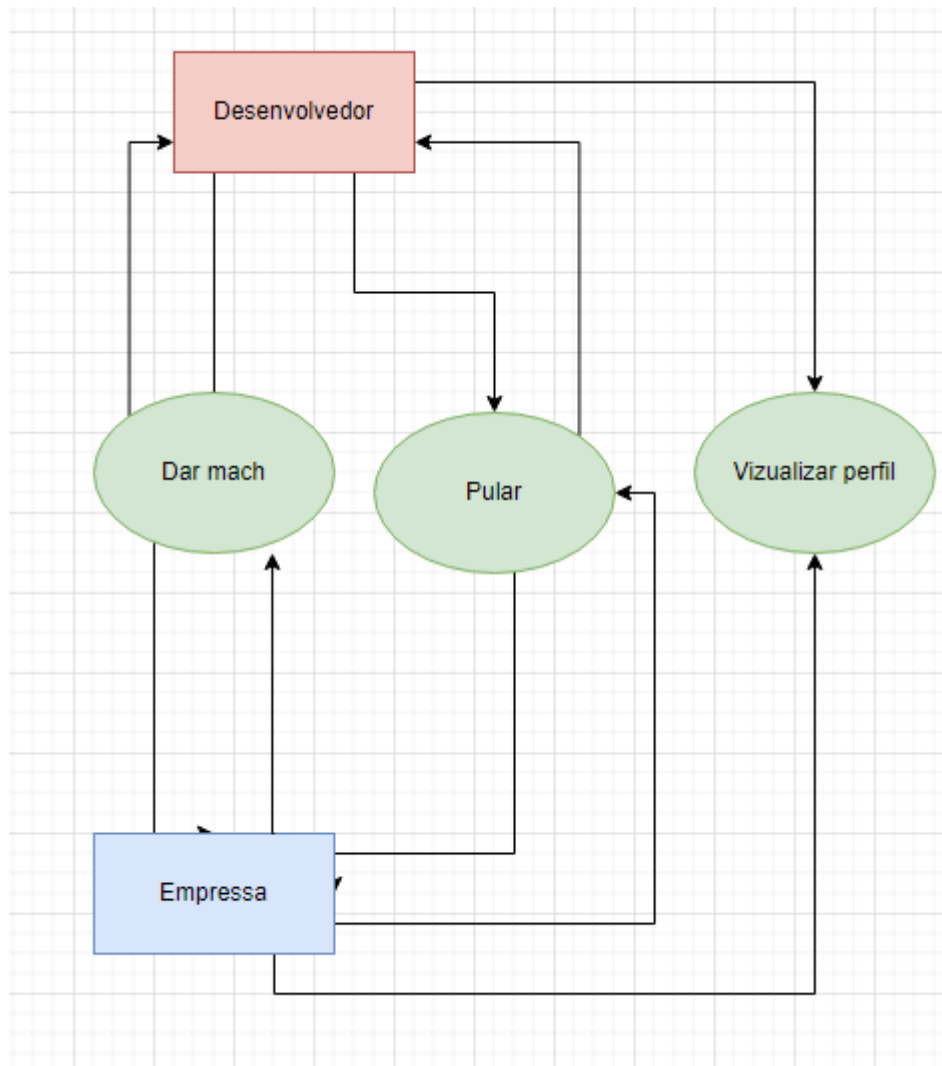 Desenvolvedor
Dar mach
Pular
Vizualizar perfil
Empressa